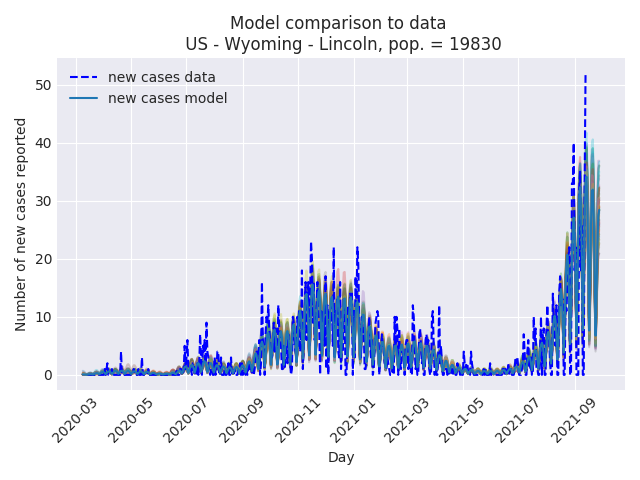 Model comparison to data
US - Wyoming - Lincoln, pop. = 19830
new cases data
new cases model
Number of new cases reported
50
40
30
20
10
0
2020-03
2020-05
2020-07
2020-09
2020-11
2021-01
2021-03
2021-05
2021-07
2021-09
Day